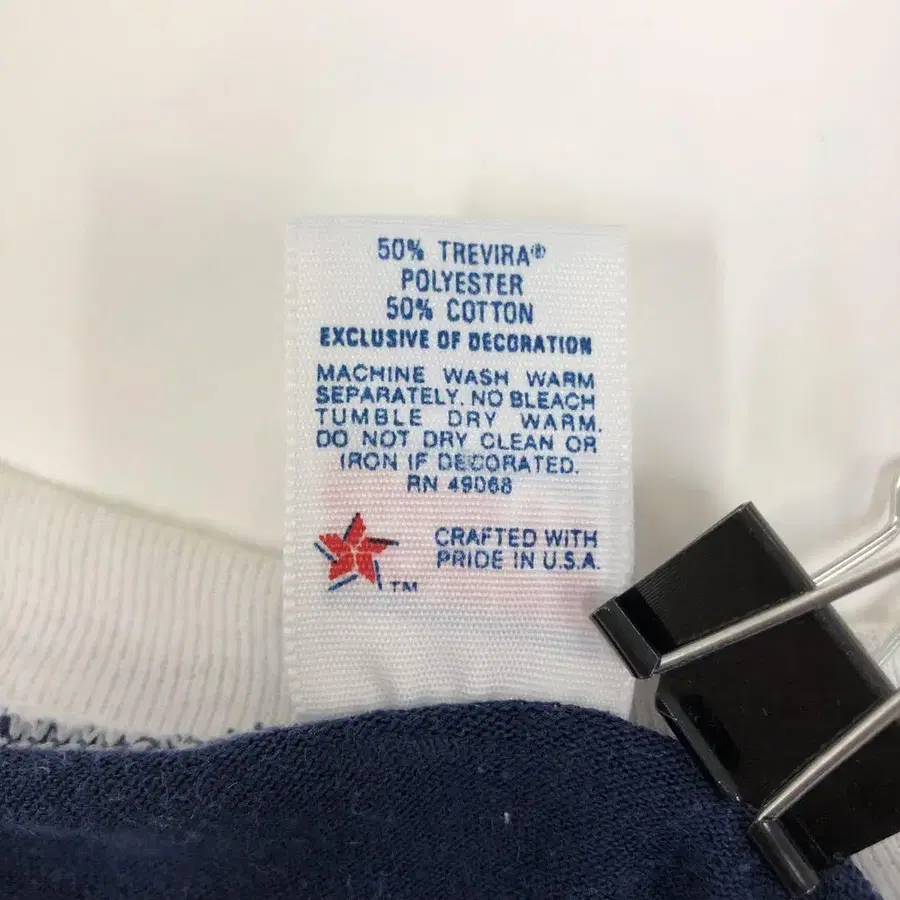 50% TREVIRA®
POLYESTER
50% COTTON
EXCLUSIVE OF DECORATION
MACHINE WASH WARM
SEPARATELY. NO BLEACH
TUMBLE DRY WARM.
DO NOT DRY CLEAN OR
IRON IF DECORATED.
RN 49068
CRAFTED WITH
PRIDE IN U.S.A.
TM